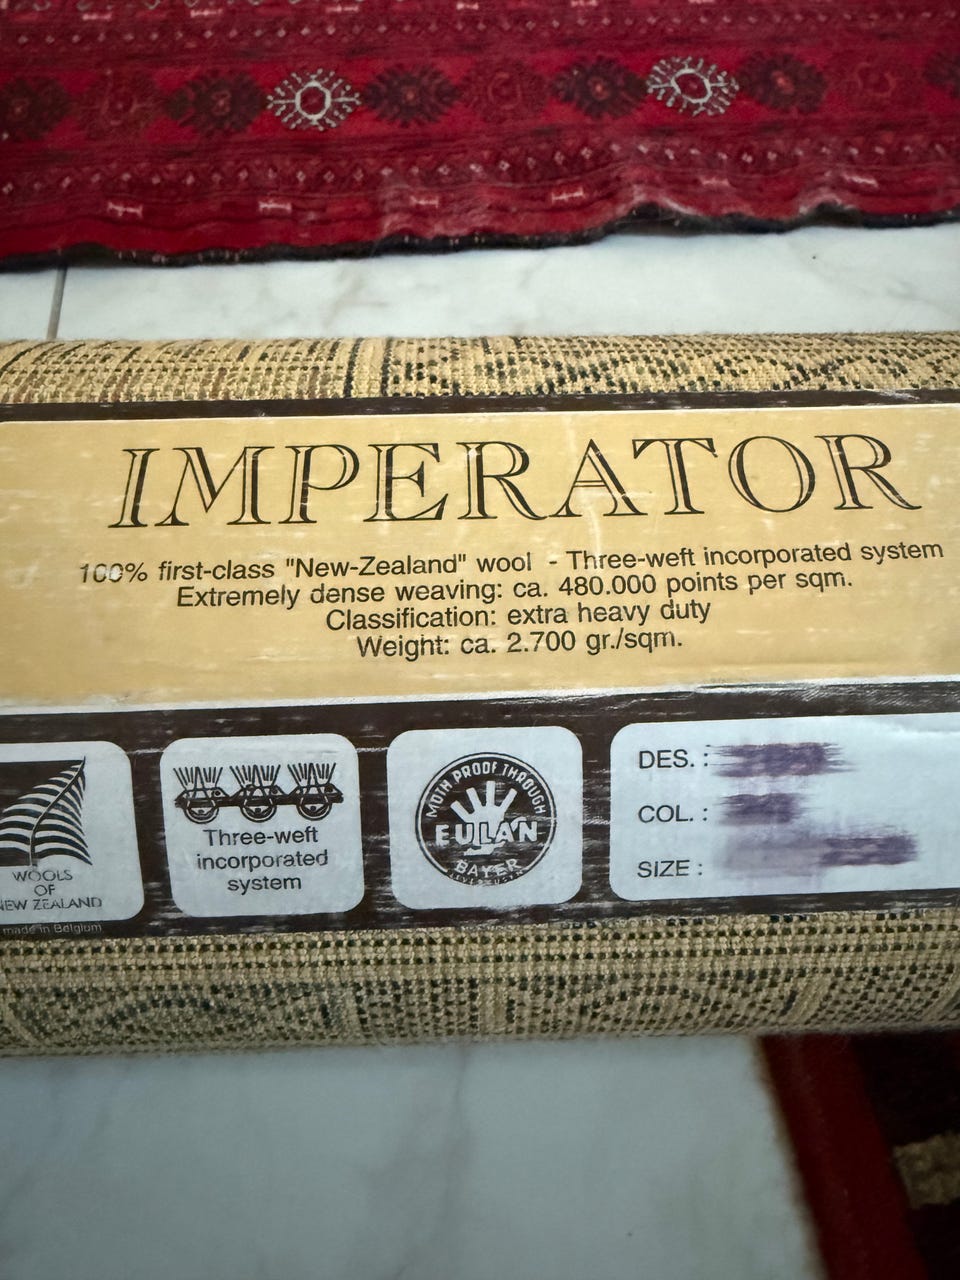 IMPERATOR
100% first-class "New-Zealand" wool - Three-weft incorporated system
Extremely dense weaving: ca. 480.000 points per sqm.
Classification: extra heavy duty
Weight: ca. 2.700 gr./sqm.
WOOLS
OF
NEW ZEALAND
made in Belgium
Three-weft
incorporated
system
MOTH PROOF THROUGH
EULAN
BAYER
DES. :
COL. :
SIZE :